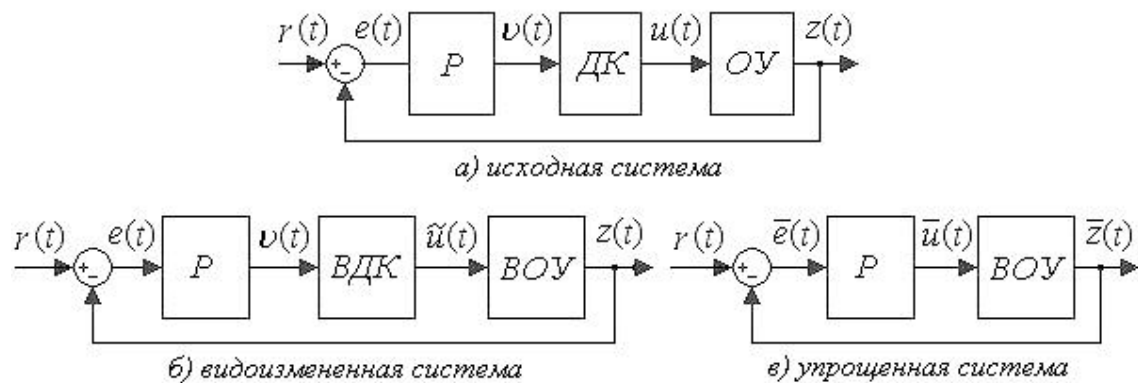 r(t) e(t) υ(t) u(t) z(t)
+ − Р ДК ОУ
а) исходная система
r(t) e(t) υ(t) ũ(t) z(t)
+ − Р ВДК ВОУ
б) видоизмененная система
r(t) e̅(t) u̅(t) z̅(t)
+ − Р ВОУ
в) упрощенная система